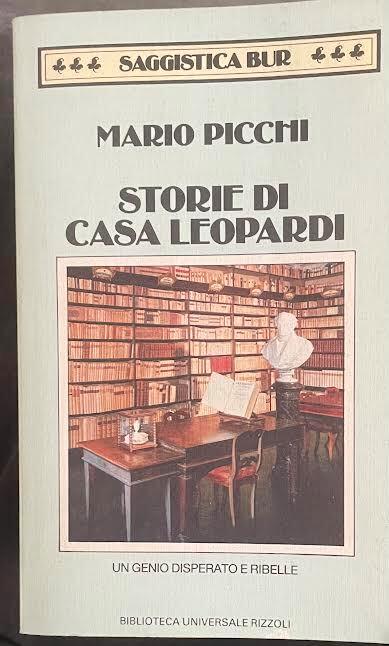 SAGGISTICA BUR
MARIO PICCHI
STORIE DI
CASA LEOPARDI
UN GENIO DISPERATO E RIBELLE
BIBLIOTECA UNIVERSALE RIZZOLI